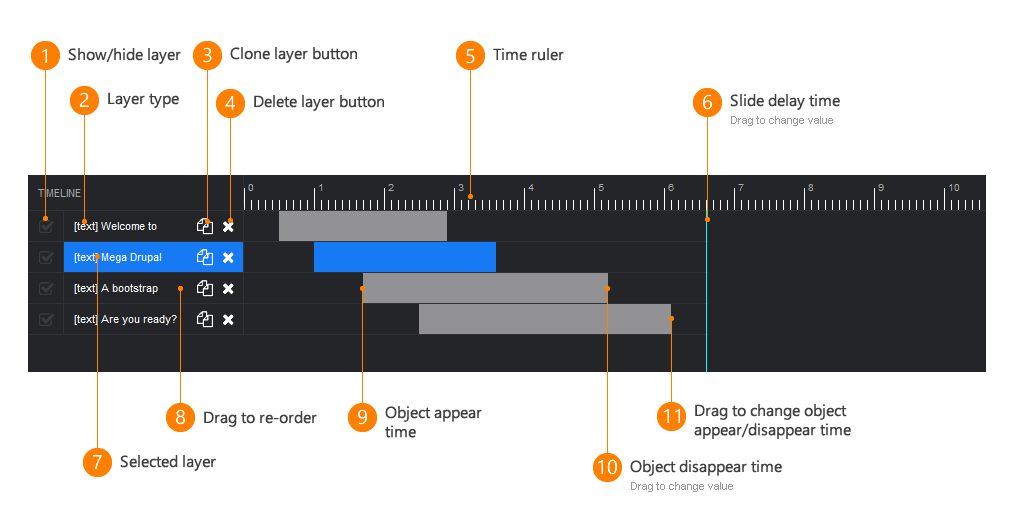 1 Show/hide layer
3 Clone layer button
5 Time ruler
2 Layer type
4 Delete layer button
6 Slide delay time
Drag to change value
TIMELINE
0 1 2 3 4 5 6 7 8 9 10
[text] Welcome to
[text] Mega Drupal
[text] A bootstrap
[text] Are you ready?
8 Drag to re-order
9 Object appear
time
11 Drag to change object
appear/disappear time
7 Selected layer
10 Object disappear time
Drag to change value